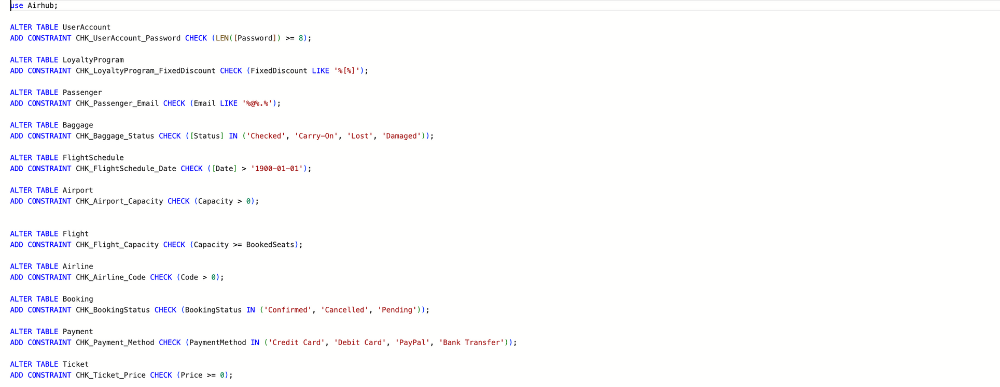 use Airhub;
ALTER TABLE UserAccount
ADD CONSTRAINT CHK_UserAccount_Password CHECK (LEN([Password]) >= 8);
ALTER TABLE LoyaltyProgram
ADD CONSTRAINT CHK_LoyaltyProgram_FixedDiscount CHECK (FixedDiscount LIKE '%[%]');
ALTER TABLE Passenger
ADD CONSTRAINT CHK_Passenger_Email CHECK (Email LIKE '%@%.%');
ALTER TABLE Baggage
ADD CONSTRAINT CHK_Baggage_Status CHECK ([Status] IN ('Checked', 'Carry-On', 'Lost', 'Damaged'));
ALTER TABLE FlightSchedule
ADD CONSTRAINT CHK_FlightSchedule_Date CHECK ([Date] > '1900-01-01');
ALTER TABLE Airport
ADD CONSTRAINT CHK_Airport_Capacity CHECK (Capacity > 0);
ALTER TABLE Flight
ADD CONSTRAINT CHK_Flight_Capacity CHECK (Capacity >= BookedSeats);
ALTER TABLE Airline
ADD CONSTRAINT CHK_Airline_Code CHECK (Code > 0);
ALTER TABLE Booking
ADD CONSTRAINT CHK_BookingStatus CHECK (BookingStatus IN ('Confirmed', 'Cancelled', 'Pending'));
ALTER TABLE Payment
ADD CONSTRAINT CHK_Payment_Method CHECK (PaymentMethod IN ('Credit Card', 'Debit Card', 'PayPal', 'Bank Transfer'));
ALTER TABLE Ticket
ADD CONSTRAINT CHK_Ticket_Price CHECK (Price >= 0);